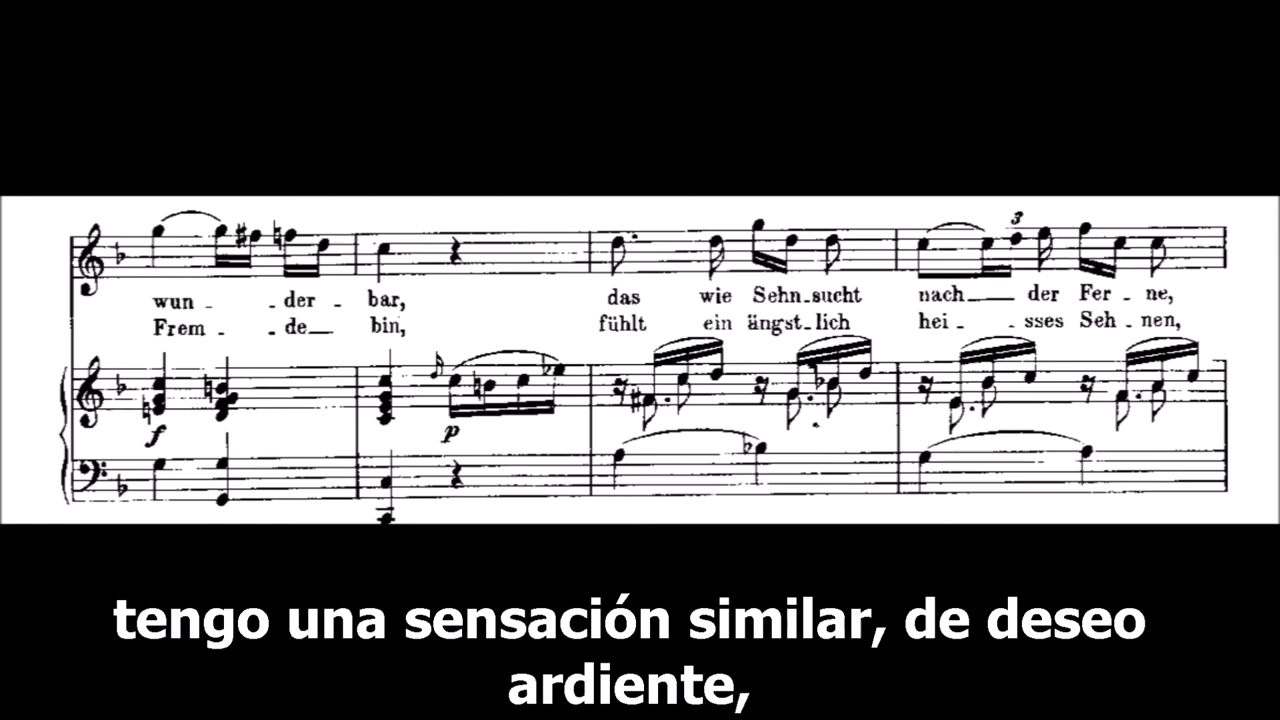 3
wun - - der - bar, das wie Sehn-sucht nach der Fer - ne,
Frem - - de bin, fühlt ein ängst-lich hei - - sses Seh - nen,
f p
tengo una sensación similar, de deseo
ardiente,